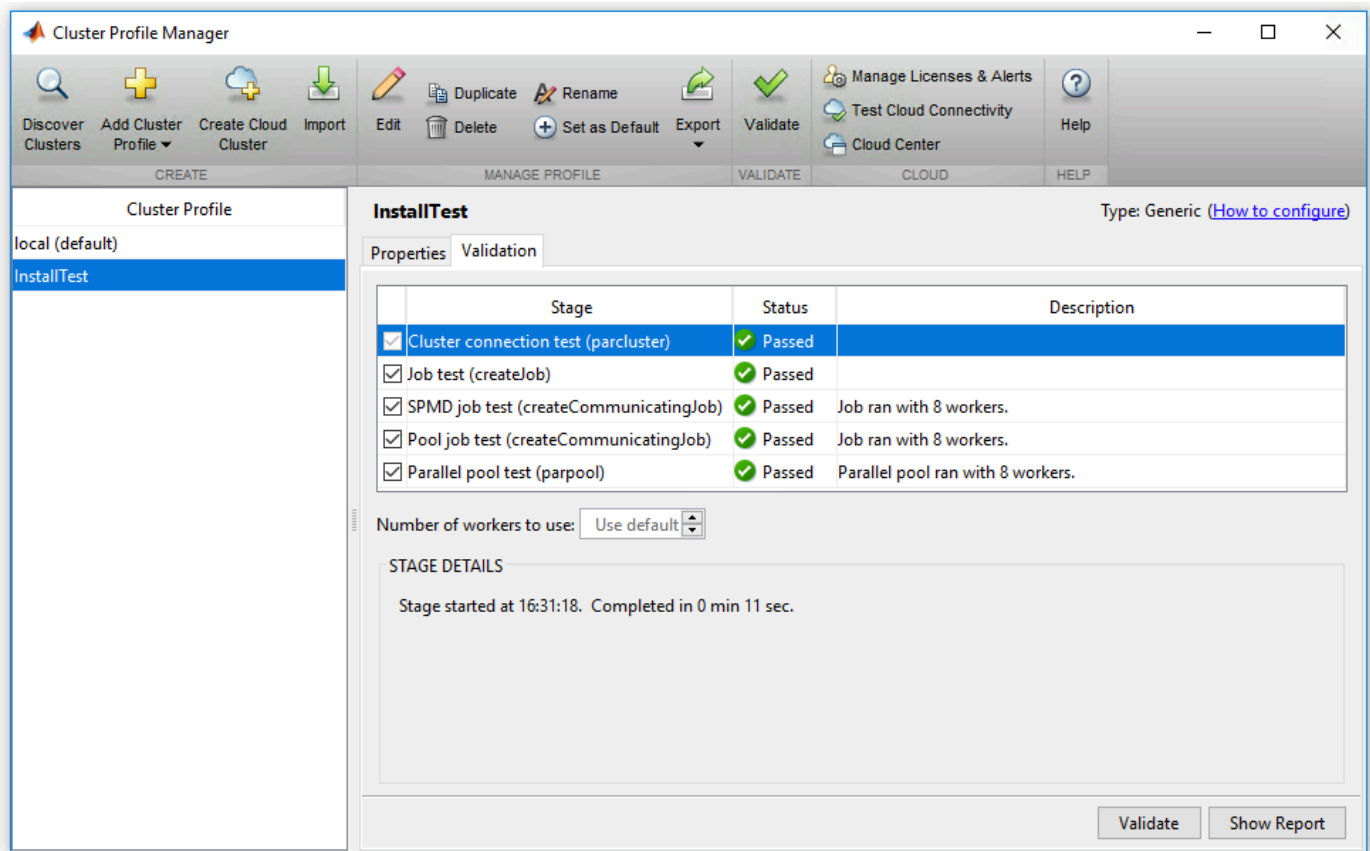 Cluster Profile Manager
Discover Clusters
Add Cluster Profile
Create Cloud Cluster
Import
CREATE
Edit
Duplicate
Delete
Rename
Set as Default
Export
MANAGE PROFILE
Validate
VALIDATE
Manage Licenses & Alerts
Test Cloud Connectivity
Cloud Center
CLOUD
Help
HELP
Cluster Profile
local (default)
InstallTest
InstallTest
Type: Generic (How to configure)
Properties Validation
Stage Status Description
Cluster connection test (parcluster) Passed
Job test (createJob) Passed
SPMD job test (createCommunicatingJob) Passed Job ran with 8 workers.
Pool job test (createCommunicatingJob) Passed Job ran with 8 workers.
Parallel pool test (parpool) Passed Parallel pool ran with 8 workers.
Number of workers to use: Use default
STAGE DETAILS
Stage started at 16:31:18. Completed in 0 min 11 sec.
Validate Show Report